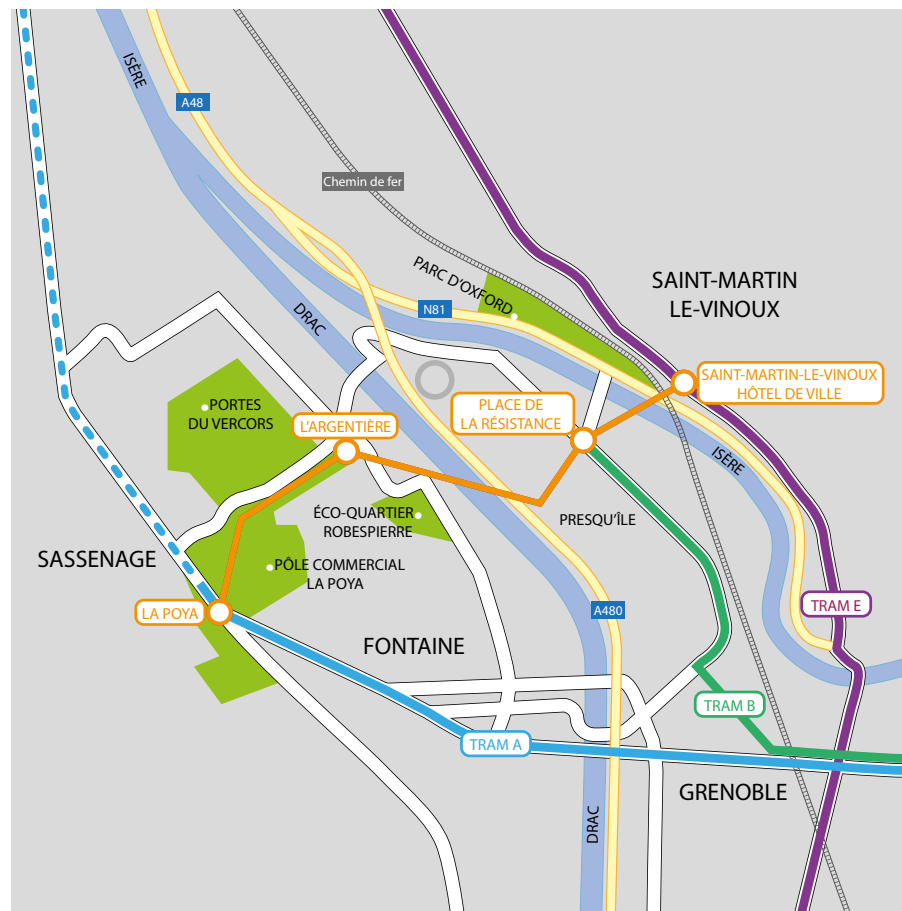 ISÈRE
A48
Chemin de fer
PARC D'OXFORD
SAINT-MARTIN
LE-VINOUX
N81
DRAC
SAINT-MARTIN-LE-VINOUX
HÔTEL DE VILLE
PORTES
DU VERCORS
PLACE DE
LA RÉSISTANCE
L'ARGENTIÈRE
ISÈRE
ÉCO-QUARTIER
ROBESPIERRE
PRESQU'ÎLE
SASSENAGE
PÔLE COMMERCIAL
LA POYA
LA POYA
A480
TRAM E
FONTAINE
TRAM B
TRAM A
GRENOBLE
DRAC